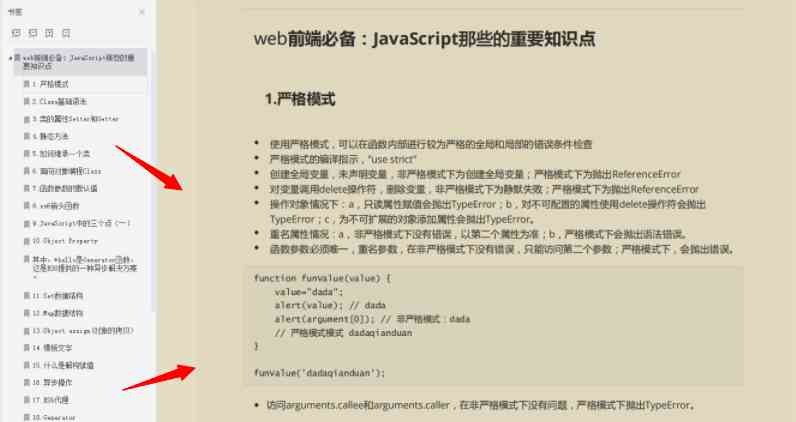 书签
web前端必备：JavaScript那些的重要知识点
1.严格模式
2.Class基础语法
3.类的属性Setter和Getter
4.静态方法
5.如何继承一个类
6.面向对象编程Class
7.函数参数的默认值
8.es6箭头函数
9.JavaScript中的三个点（...）
10.Object Property
其中，*hello是Generator函数，这是ES6提供的一种异步解决方案。
11.Set数据结构
12.Map数据结构
13.Object assign(对象的拷贝)
14.模板文字
15.什么是解构赋值
16.异步操作
17.ES6代理
18.Generator
web前端必备：JavaScript那些的重要知识点
1.严格模式
• 使用严格模式，可以在函数内部进行较为严格的全局和局部的错误条件检查
• 严格模式的编译指示，"use strict"
• 创建全局变量，未声明变量，非严格模式下为创建全局变量；严格模式下为抛出ReferenceError
• 对变量调用delete操作符，删除变量，非严格模式下为静默失败；严格模式下为抛出ReferenceError
• 操作对象情况下：a，只读属性赋值会抛出TypeError；b，对不可配置的属性使用delete操作符会抛出
TypeError；c，为不可扩展的对象添加属性会抛出TypeError。
• 重名属性情况：a，非严格模式下没有错误，以第二个属性为准；b，严格模式下会抛出语法错误。
• 函数参数必须唯一，重名参数，在非严格模式下没有错误，只能访问第二个参数；严格模式下，会抛出错误。
function funValue(value) {
value="dada";
alert(value); // dada
alert(argument[0]); // 非严格模式：dada
// 严格模式模式 dadaqianduan
}
funValue('dadaqianduan');
• 访问arguments.callee和arguments.caller，在非严格模式下没有问题，严格模式下抛出TypeError。